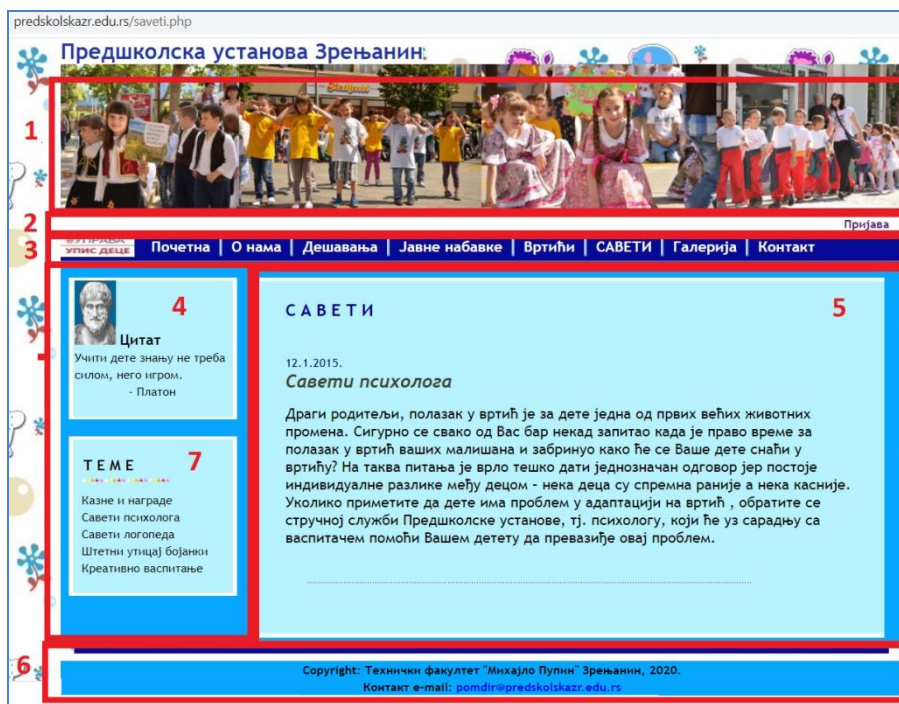 predskolskazr.edu.rs/saveti.php
Предшколска установа Зрењанин
1
2
Пријава
3
еУПРАВА
УПИС ДЕЦЕ
Почетна | О нама | Дешавања | Јавне набавке | Вртићи | САВЕТИ | Галерија | Контакт
4
Цитат
Учити дете знању не треба
силом, него игром.
- Платон
7
ТЕМЕ
Казне и награде
Савети психолога
Савети логопеда
Штетни утицај бојанки
Креативно васпитање
5
САВЕТИ
12.1.2015.
Савети психолога
Драги родитељи, полазак у вртић је за дете једна од првих већих животних
промена. Сигурно се свако од Вас бар некад запитао када је право време за
полазак у вртић ваших малишана и забринуо како ће се Ваше дете снаћи у
вртићу? На таква питања је врло тешко дати једнозначан одговор јер постоје
индивидуалне разлике међу децом - нека деца су спремна раније а нека касније.
Уколико приметите да дете има проблем у адаптацији на вртић , обратите се
стручној служби Предшколске установе, тј. психологу, који ће уз сарадњу са
васпитачем помоћи Вашем детету да превазиђе овај проблем.
6
Copyright: Технички факултет "Михајло Пупин" Зрењанин, 2020.
Контакт e-mail: pomdir@predskolskazr.edu.rs